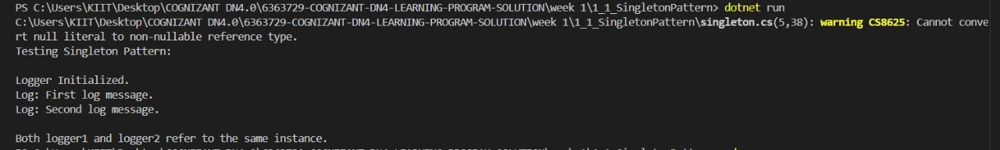 PS C:\Users\KIIT\Desktop\COGNIZANT DN4.0\6363729-COGNIZANT-DN4-LEARNING-PROGRAM-SOLUTION\week 1\1_1_SingletonPattern> dotnet run
C:\Users\KIIT\Desktop\COGNIZANT DN4.0\6363729-COGNIZANT-DN4-LEARNING-PROGRAM-SOLUTION\week 1\1_1_SingletonPattern\singleton.cs(5,38): warning CS8625: Cannot conve
rt null literal to non-nullable reference type.
Testing Singleton Pattern:
Logger Initialized.
Log: First log message.
Log: Second log message.
Both logger1 and logger2 refer to the same instance.